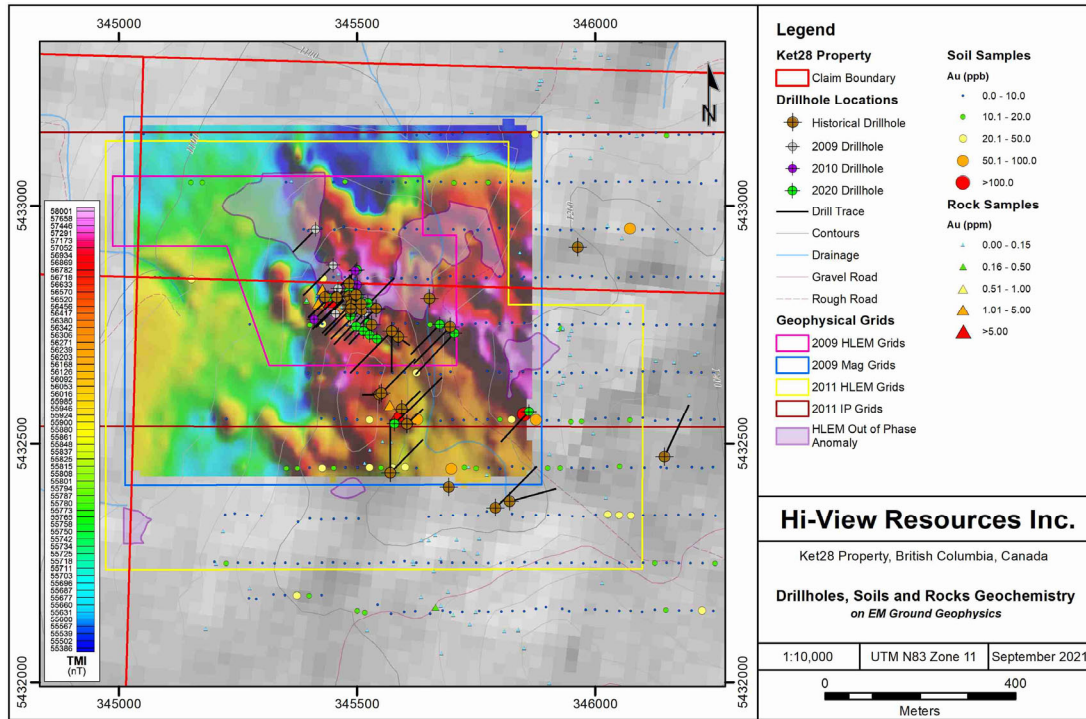 345000
345500
346000
5433000
5432500
5432000
5433000
5432500
5432000
N
58001
57658
57446
57291
57173
57052
56934
56869
56782
56718
56633
56570
56520
56456
56417
56380
56342
56306
56271
56239
56203
56168
56126
56092
56053
56016
55985
55946
55924
55900
55880
55861
55848
55837
55825
55815
55808
55801
55794
55787
55780
55773
55765
55758
55750
55742
55734
55725
55718
55711
55703
55696
55687
55677
55660
55631
55600
55567
55539
55502
55386
TMI
(nT)
345000
345500
346000
Legend
Ket28 Property
Claim Boundary
Drillhole Locations
Historical Drillhole
2009 Drillhole
2010 Drillhole
2020 Drillhole
Drill Trace
Contours
Drainage
Gravel Road
Rough Road
Geophysical Grids
2009 HLEM Grids
2009 Mag Grids
2011 HLEM Grids
2011 IP Grids
HLEM Out of Phase
Anomaly
Soil Samples
Au (ppb)
0.0 - 10.0
10.1 - 20.0
20.1 - 50.0
50.1 - 100.0
>100.0
Rock Samples
Au (ppm)
0.00 - 0.15
0.16 - 0.50
0.51 - 1.00
1.01 - 5.00
>5.00
Hi-View Resources Inc.
Ket28 Property, British Columbia, Canada
Drillholes, Soils and Rocks Geochemistry
on EM Ground Geophysics
1:10,000
UTM N83 Zone 11
September 2021
0
400
Meters